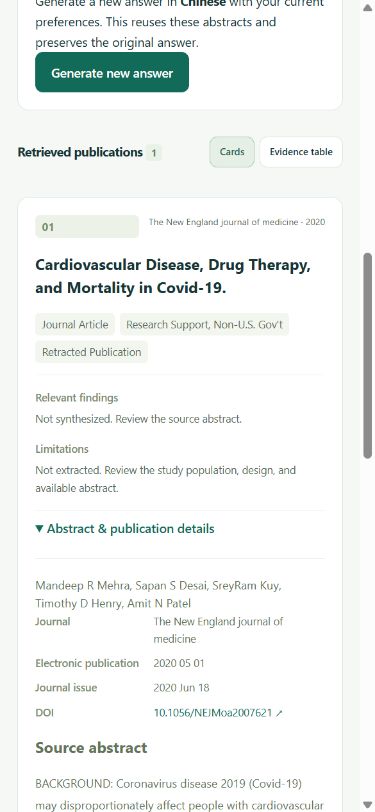 Generate a new answer in Chinese with your current
preferences. This reuses these abstracts and
preserves the original answer.
Generate new answer
Retrieved publications 1
Cards
Evidence table
01
The New England journal of medicine - 2020
Cardiovascular Disease, Drug Therapy,
and Mortality in Covid-19.
Journal Article
Research Support, Non-U.S. Gov't
Retracted Publication
Relevant findings
Not synthesized. Review the source abstract.
Limitations
Not extracted. Review the study population, design, and
available abstract.
▼ Abstract & publication details
Mandeep R Mehra, Sapan S Desai, SreyRam Kuy,
Timothy D Henry, Amit N Patel
Journal The New England journal of
medicine
Electronic publication 2020 05 01
Journal issue 2020 Jun 18
DOI 10.1056/NEJMoa2007621 ↗
Source abstract
BACKGROUND: Coronavirus disease 2019 (Covid-19)
may disproportionately affect people with cardiovascular